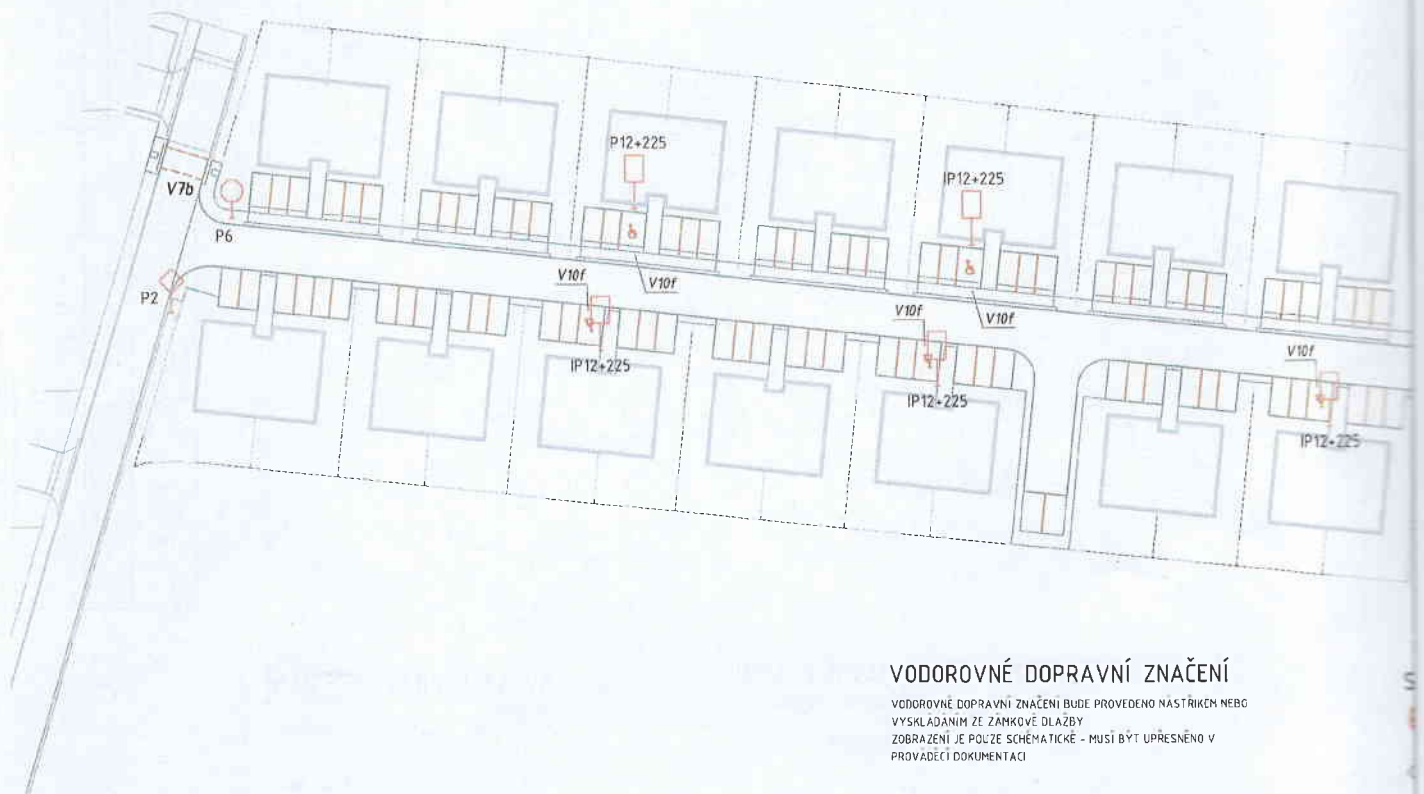 P12+225
IP12+225
V7b
P6
P2
V10f
V10f
V10f
V10f
V10f
IP12+225
IP12+225
IP12+225
VODOROVNÉ DOPRAVNÍ ZNAČENÍ
VODOROVNÉ DOPRAVNÍ ZNAČENÍ BUDE PROVEDENO NÁSTŘIKEM NEBO
VYSKLÁDÁNÍM ZE ZÁMKOVÉ DLAŽBY
ZOBRAZENÍ JE POUZE SCHÉMATICKÉ - MUSÍ BÝT UPŘESNĚNO V
PROVÁDĚCÍ DOKUMENTACI